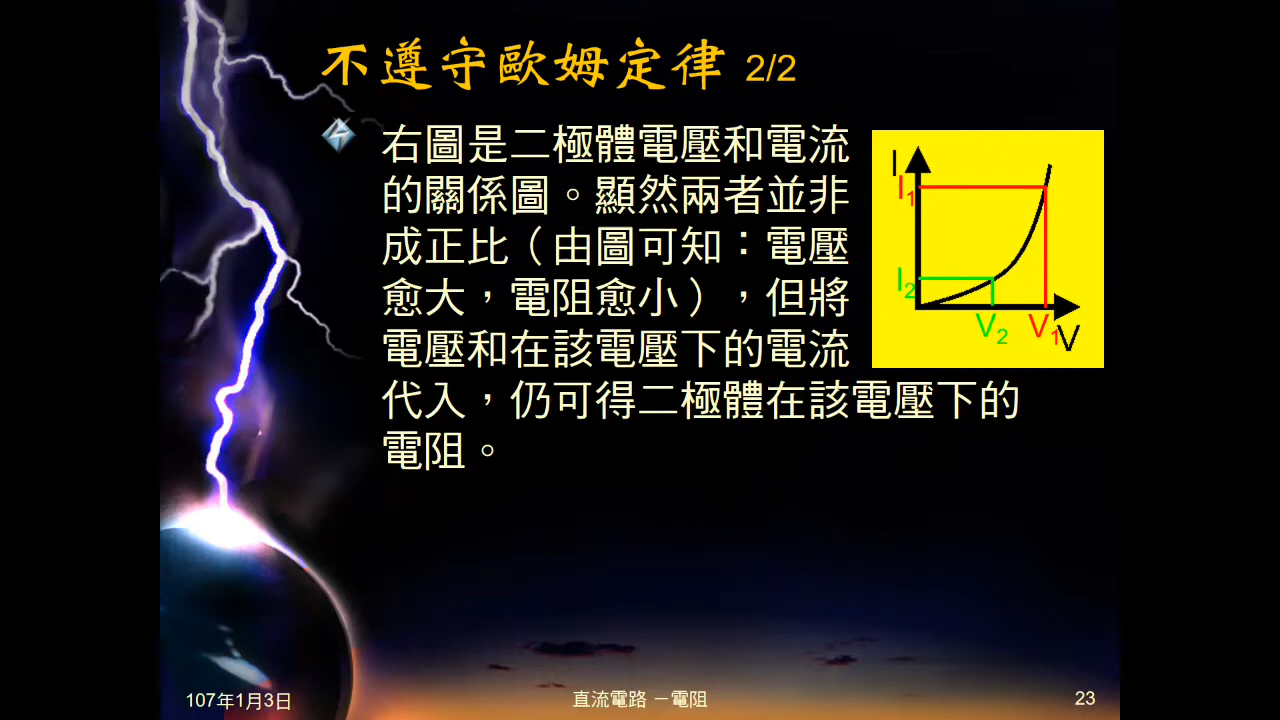 不遵守歐姆定律 2/2
右圖是二極體電壓和電流
的關係圖。顯然兩者並非
成正比（由圖可知：電壓
愈大，電阻愈小），但將
電壓和在該電壓下的電流
代入，仍可得二極體在該電壓下的
電阻。
I
I1
I2
V2
V1
V
107年1月3日
直流電路 －電阻
23